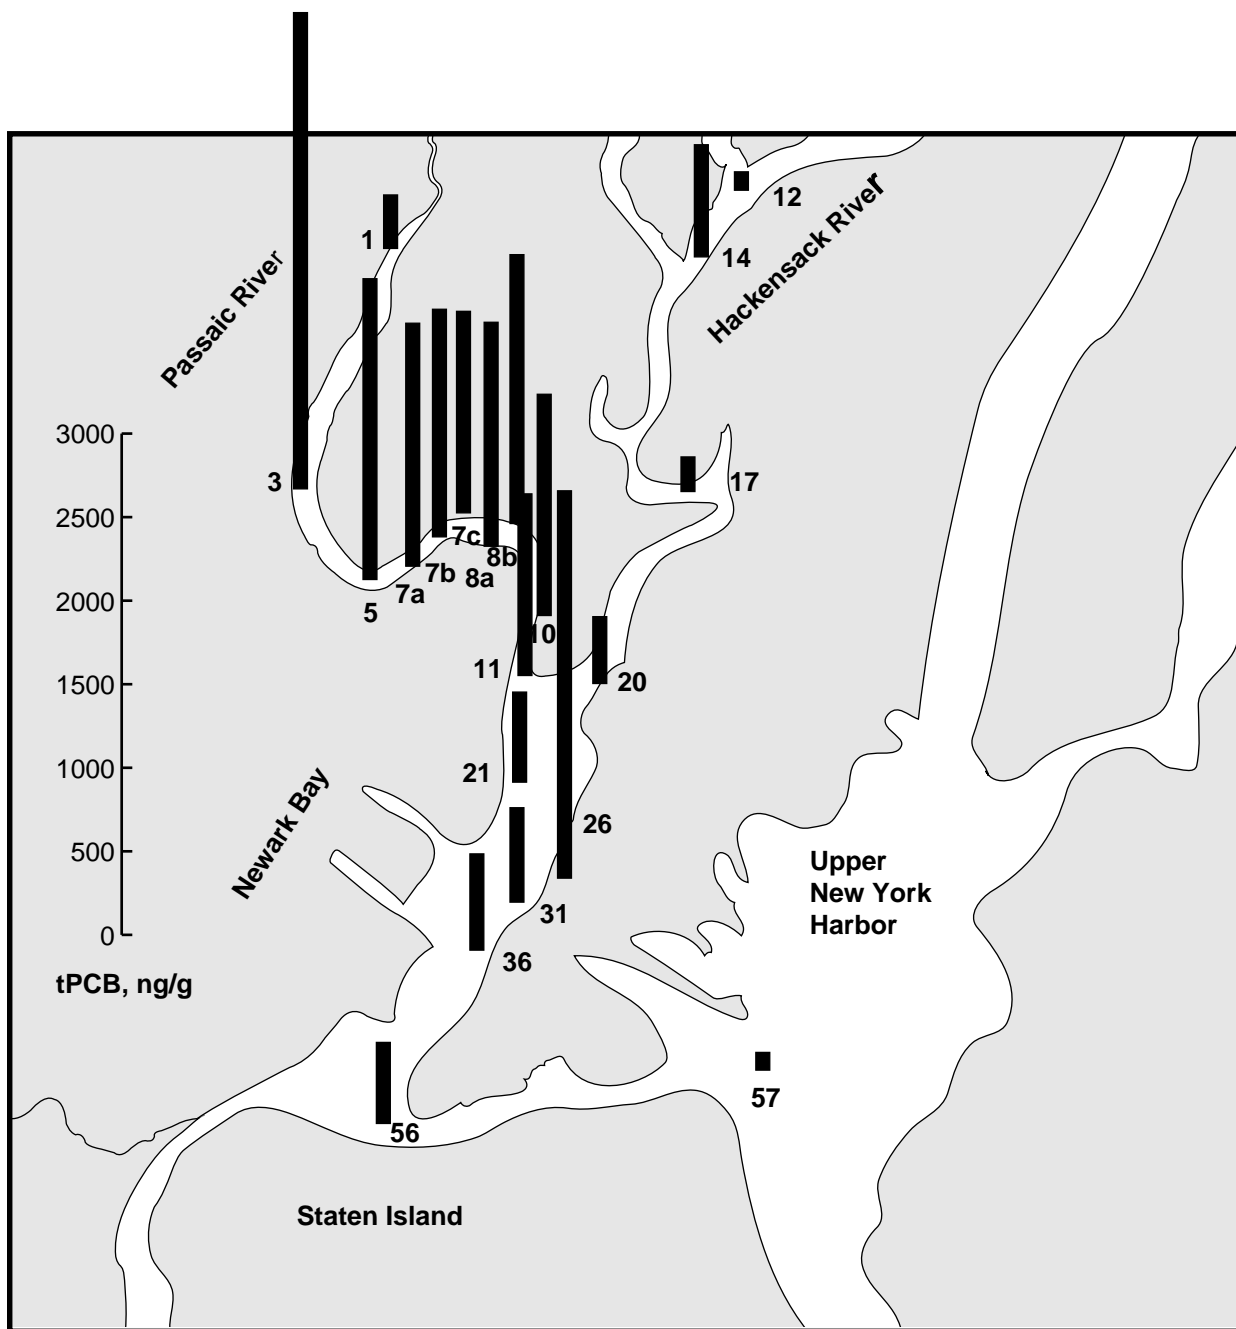 12
Hackensack River
1
14
Passaic River
3000
3
17
2500
7c
8b
7b
8a
7a
2000
5
10
11
20
1500
21
1000
Newark Bay
26
500
Upper
New York
Harbor
31
0
36
tPCB, ng/g
57
56
Staten Island